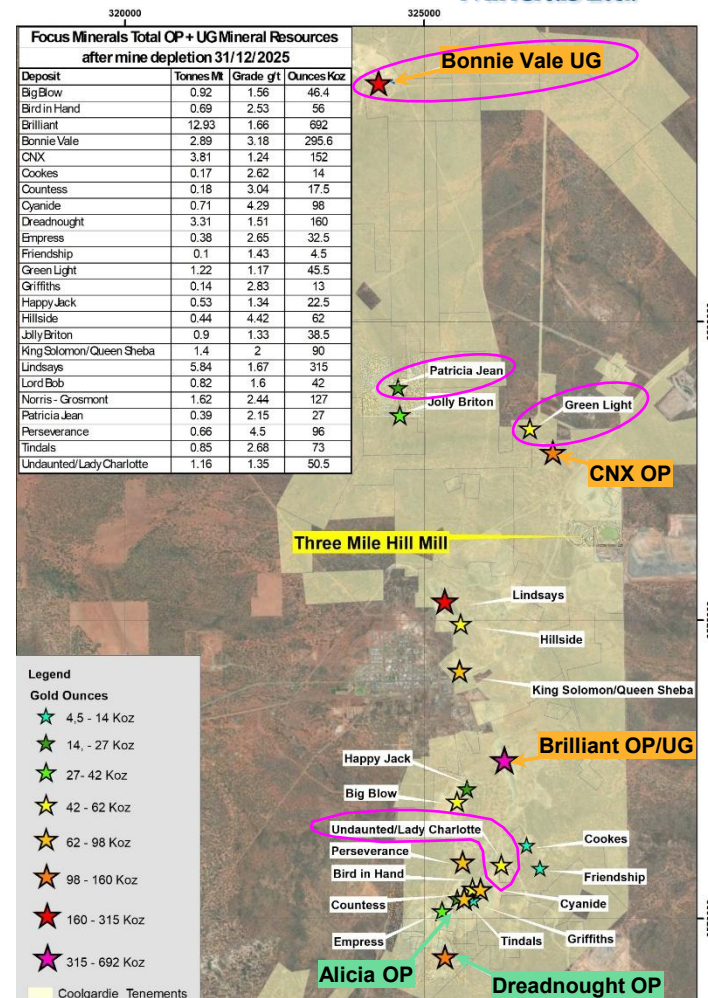 320000
325000
Focus Minerals Total OP + UG Mineral Resources
after mine depletion 31/12/2025
Deposit Tonnes Mt Grade g/t Ounces Koz
Big Blow 0.92 1.56 46.4
Bird in Hand 0.69 2.53 56
Brilliant 12.93 1.66 692
Bonnie Vale 2.89 3.18 295.6
CNX 3.81 1.24 152
Cookes 0.17 2.62 14
Countess 0.18 3.04 17.5
Cyanide 0.71 4.29 98
Dreadnought 3.31 1.51 160
Empress 0.38 2.65 32.5
Friendship 0.1 1.43 4.5
Green Light 1.22 1.17 45.5
Griffiths 0.14 2.83 13
Happy Jack 0.53 1.34 22.5
Hillside 0.44 4.42 62
Jolly Briton 0.9 1.33 38.5
King Solomon/Queen Sheba 1.4 2 90
Lindsays 5.84 1.67 315
Lord Bob 0.82 1.6 42
Norris - Grosmont 1.62 2.44 127
Patricia Jean 0.39 2.15 27
Perseverance 0.66 4.5 96
Tindals 0.85 2.68 73
Undaunted/Lady Charlotte 1.16 1.35 50.5
Bonnie Vale UG
Patricia Jean
Jolly Briton
Green Light
CNX OP
Three Mile Hill Mill
Lindsays
Hillside
King Solomon/Queen Sheba
Brilliant OP/UG
Happy Jack
Big Blow
Undaunted/Lady Charlotte
Cookes
Perseverance
Bird in Hand
Friendship
Countess
Cyanide
Empress
Tindals
Griffiths
Alicia OP
Dreadnought OP
Legend
Gold Ounces
4,5 - 14 Koz
14, - 27 Koz
27- 42 Koz
42 - 62 Koz
62 - 98 Koz
98 - 160 Koz
160 - 315 Koz
315 - 692 Koz
Coolgardie Tenements